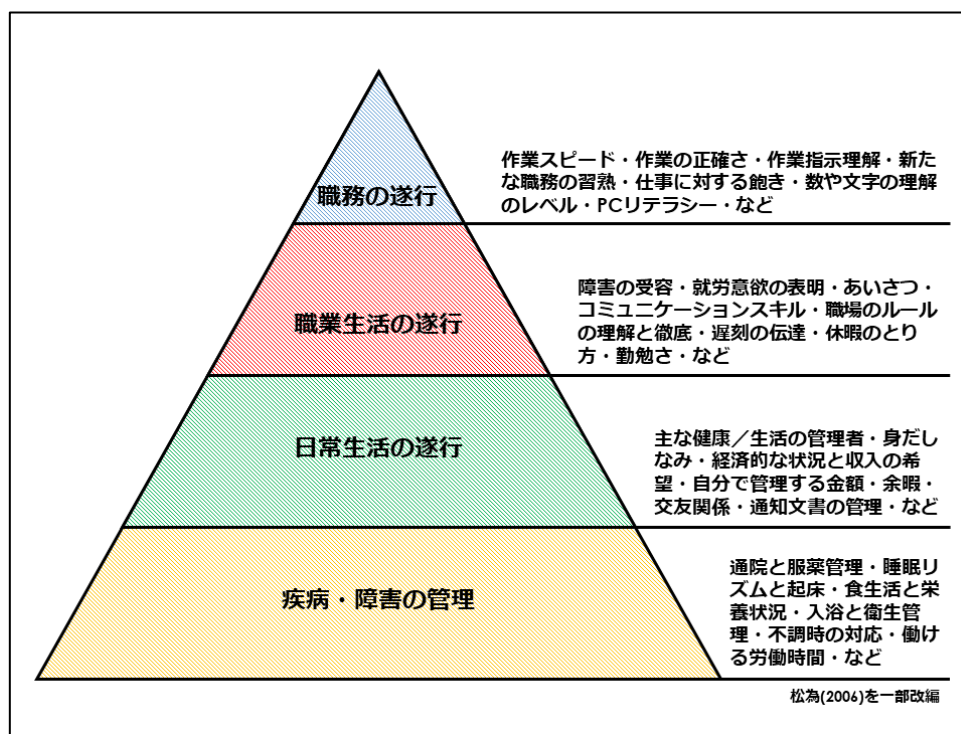 職務の遂行
作業スピード・作業の正確さ・作業指示理解・新た
な職務の習熟・仕事に対する飽き・数や文字の理解
のレベル・PCリテラシー・など
職業生活の遂行
障害の受容・就労意欲の表明・あいさつ・
コミュニケーションスキル・職場のルール
の理解と徹底・遅刻の伝達・休暇のとり
方・勤勉さ・など
日常生活の遂行
主な健康／生活の管理者・身だし
なみ・経済的な状況と収入の希
望・自分で管理する金額・余暇・
交友関係・通知文書の管理・など
疾病・障害の管理
通院と服薬管理・睡眠リ
ズムと起床・食生活と栄
養状況・入浴と衛生管
理・不調時の対応・働け
る労働時間・など
松為(2006)を一部改編